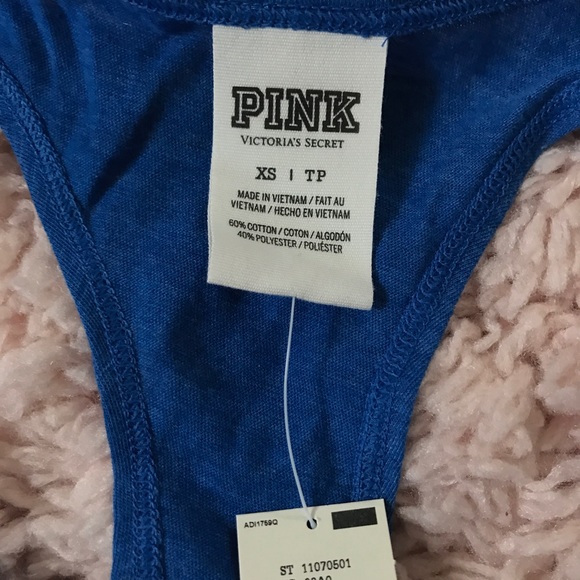 PINK
VICTORIA'S SECRET
XS | TP
MADE IN VIETNAM / FAIT AU
VIETNAM / HECHO EN VIETNAM
60% COTTON / COTON / ALGODÓN
40% POLYESTER / POLIÉSTER
ADI1759Q
ST 11070501